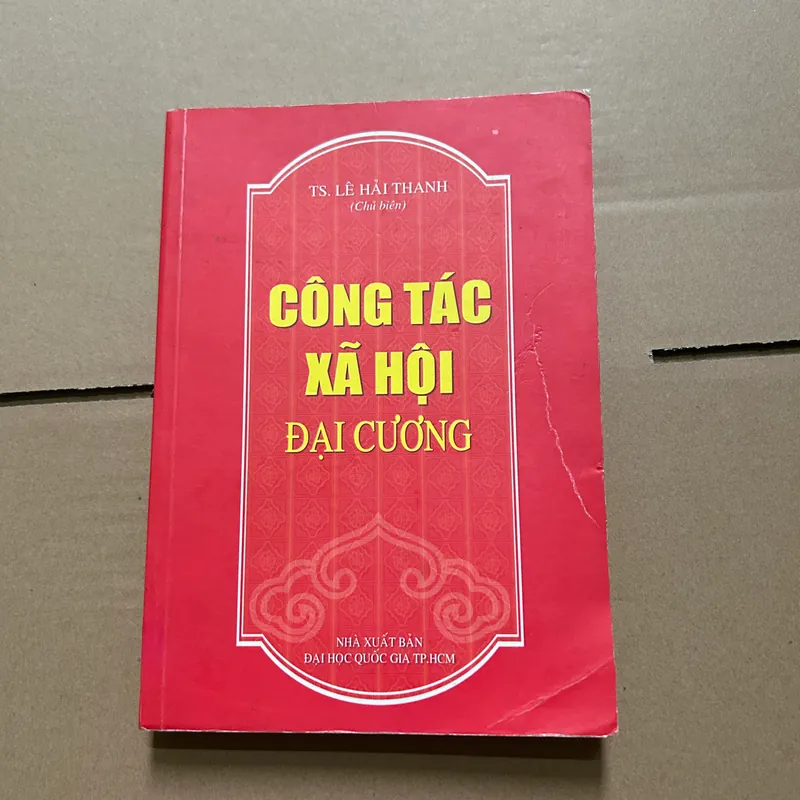 TS. LÊ HẢI THANH
(Chủ biên)
CÔNG TÁC
XÃ HỘI
ĐẠI CƯƠNG
NHÀ XUẤT BẢN
ĐẠI HỌC QUỐC GIA TP.HCM